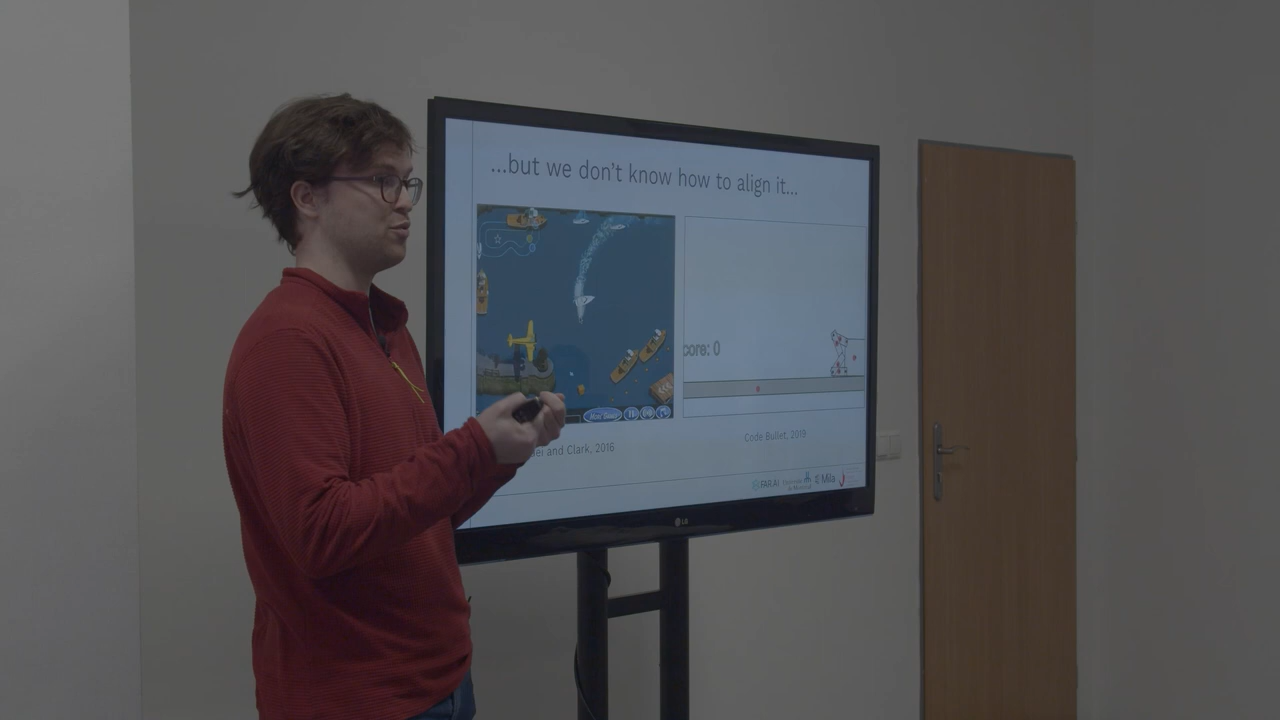 ...but we don't know how to align it...
core: 0
and Clark, 2016
Code Bullet, 2019
FAR.AI
Mila
LG